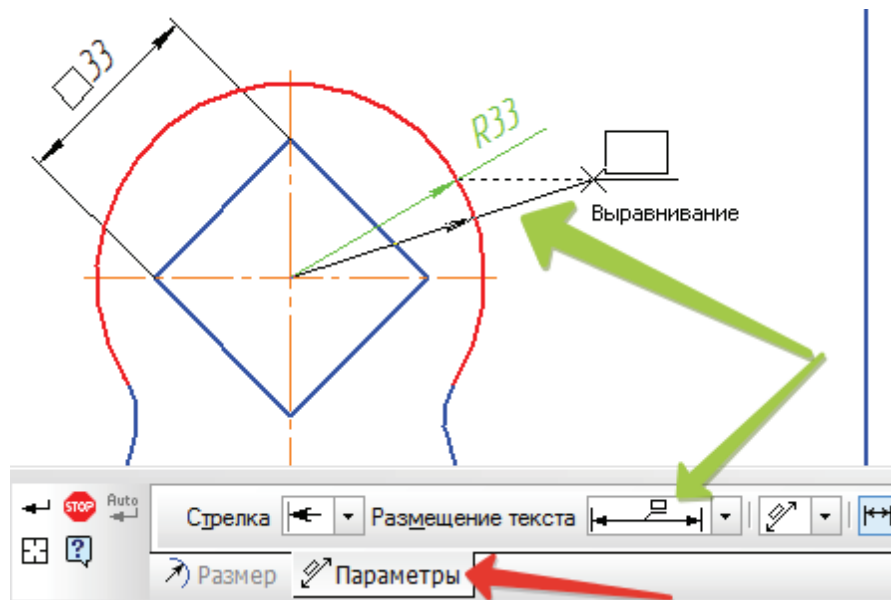 □33
R33
Выравнивание
STOP Auto
Стрелка Размещение текста
?
Размер Параметры